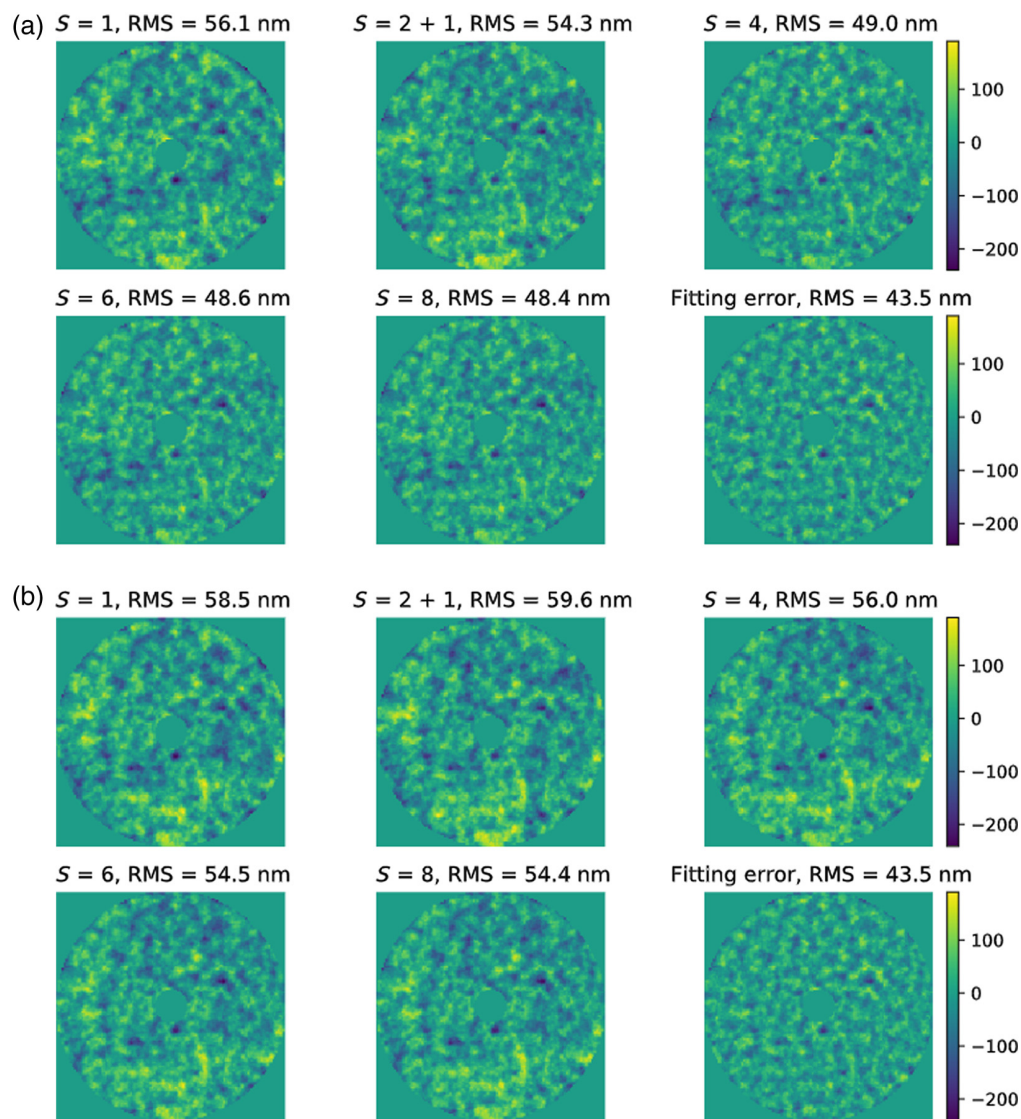 (a)
S = 1, RMS = 56.1 nm
S = 2 + 1, RMS = 54.3 nm
S = 4, RMS = 49.0 nm
100
0
−100
−200
S = 6, RMS = 48.6 nm
S = 8, RMS = 48.4 nm
Fitting error, RMS = 43.5 nm
100
0
−100
−200
(b)
S = 1, RMS = 58.5 nm
S = 2 + 1, RMS = 59.6 nm
S = 4, RMS = 56.0 nm
100
0
−100
−200
S = 6, RMS = 54.5 nm
S = 8, RMS = 54.4 nm
Fitting error, RMS = 43.5 nm
100
0
−100
−200